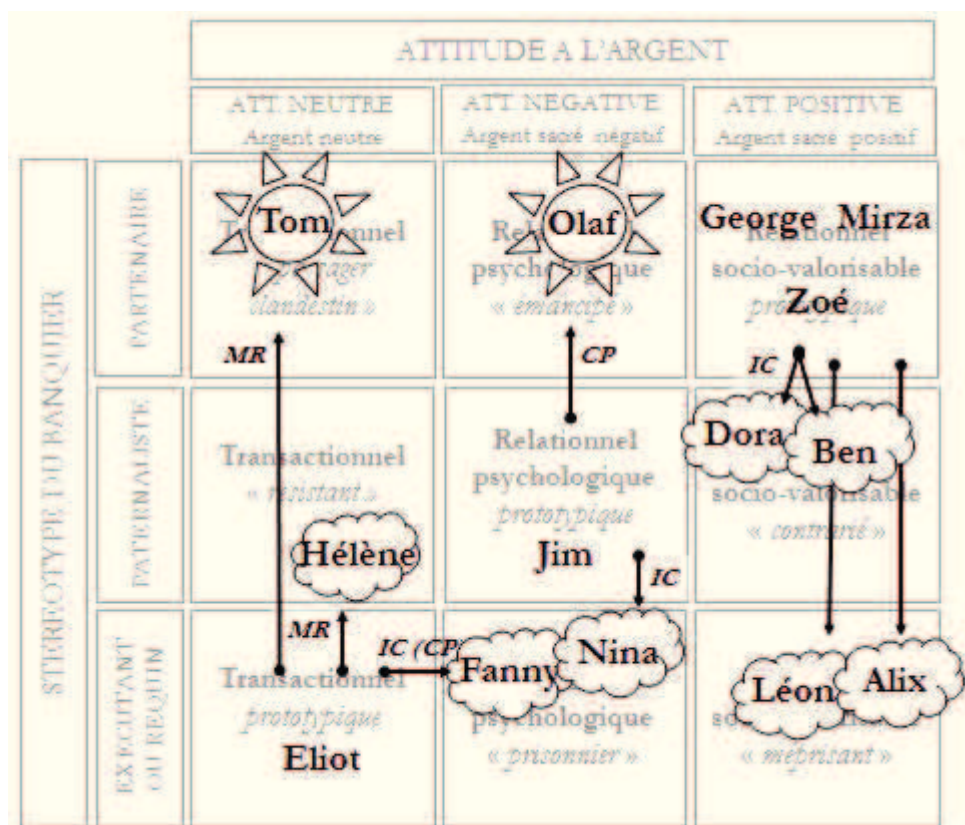 ATTITUDE A L'ARGENT
ATT. NEUTRE
Argent neutre
ATT. NEGATIVE
Argent sacré négatif
ATT. POSITIVE
Argent sacré positif
STEREOTYPE DU BANQUIER
PARTENAIRE
Tom
clandestin »
MR
Olaf
psychologique
« émancipé »
CP
George Mirza
Relationnel
socio-valorisable
Zoé
prototypique
IC
PATERNALISTE
Transactionnel
« résistant »
Hélène
MR
Relationnel
psychologique
prototypique
Jim
IC
Dora
Ben
socio-valorisable
« contrarié »
EXECUTANT
OU REQUIN
Transactionnel
prototypique
Eliot
IC (CP
Fanny
Nina
psychologique
« prisonnier »
Léon
Alix
« méprisant »